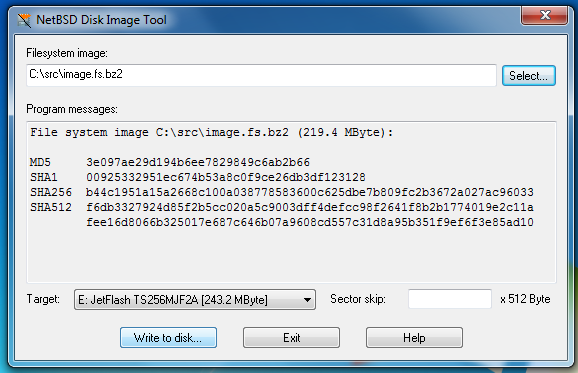 NetBSD Disk Image Tool
Filesystem image:
C:\src\image.fs.bz2
Select...
Program messages:
File system image C:\src\image.fs.bz2 (219.4 MByte):
MD5 3e097ae29d194b6ee7829849c6ab2b66
SHA1 00925332951ec674b53a8c0f9ce26db3df123128
SHA256 b44c1951a15a2668c100a038778583600c625dbe7b809fc2b3672a027ac96033
SHA512 f6db3327924d85f2b5cc020a5c9003dff4defcc98f2641f8b2b1774019e2c11a
fee16d8066b325017e687c646b07a9608cd557c31d8a95b351f9ef6f3e85ad10
Target: E: JetFlash TS256MJF2A [243.2 MByte] Sector skip: x 512 Byte
Write to disk... Exit Help